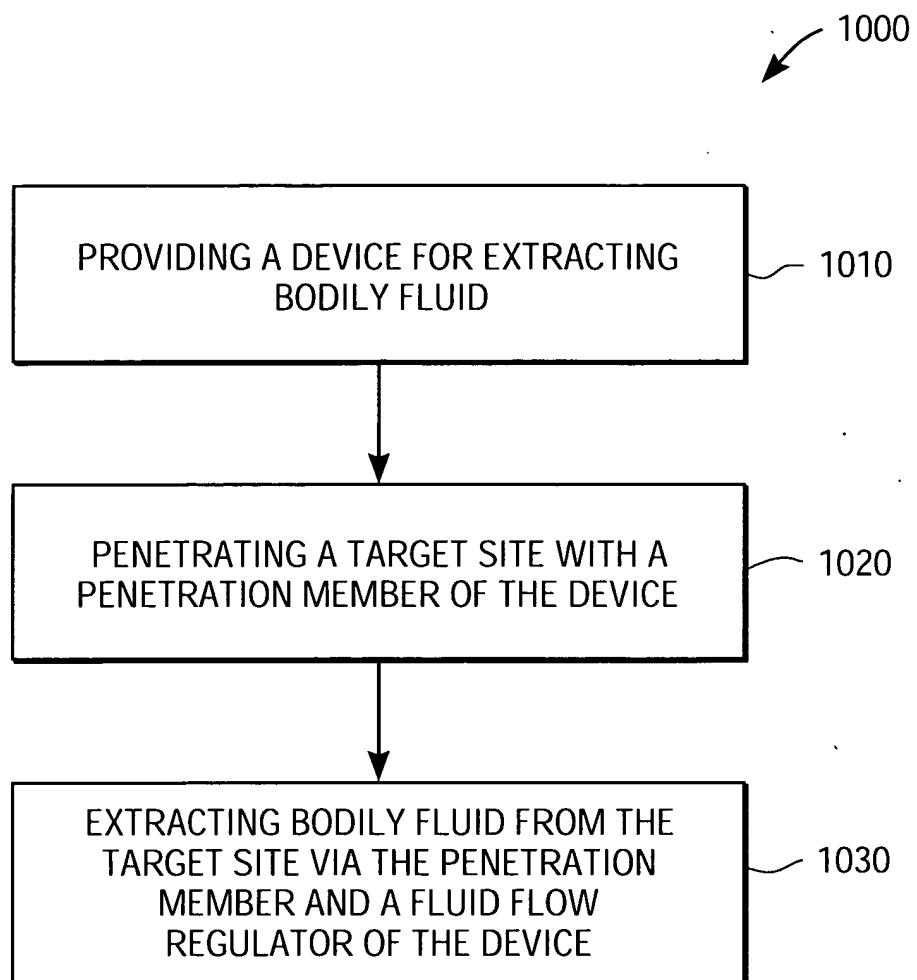 1000
PROVIDING A DEVICE FOR EXTRACTING
BODILY FLUID
1010
PENETRATING A TARGET SITE WITH A
PENETRATION MEMBER OF THE DEVICE
1020
EXTRACTING BODILY FLUID FROM THE
TARGET SITE VIA THE PENETRATION
MEMBER AND A FLUID FLOW
REGULATOR OF THE DEVICE
1030